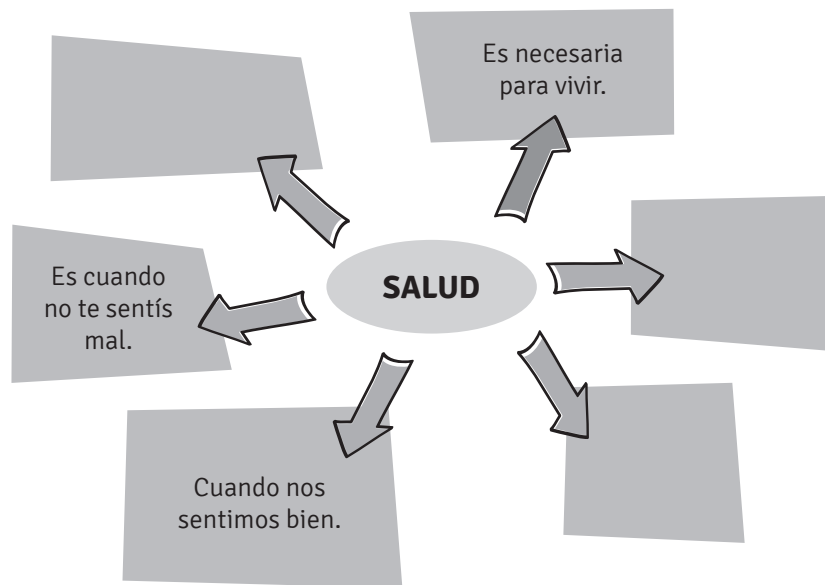 Es necesaria
para vivir.
SALUD
Es cuando
no te sentís
mal.
Cuando nos
sentimos bien.